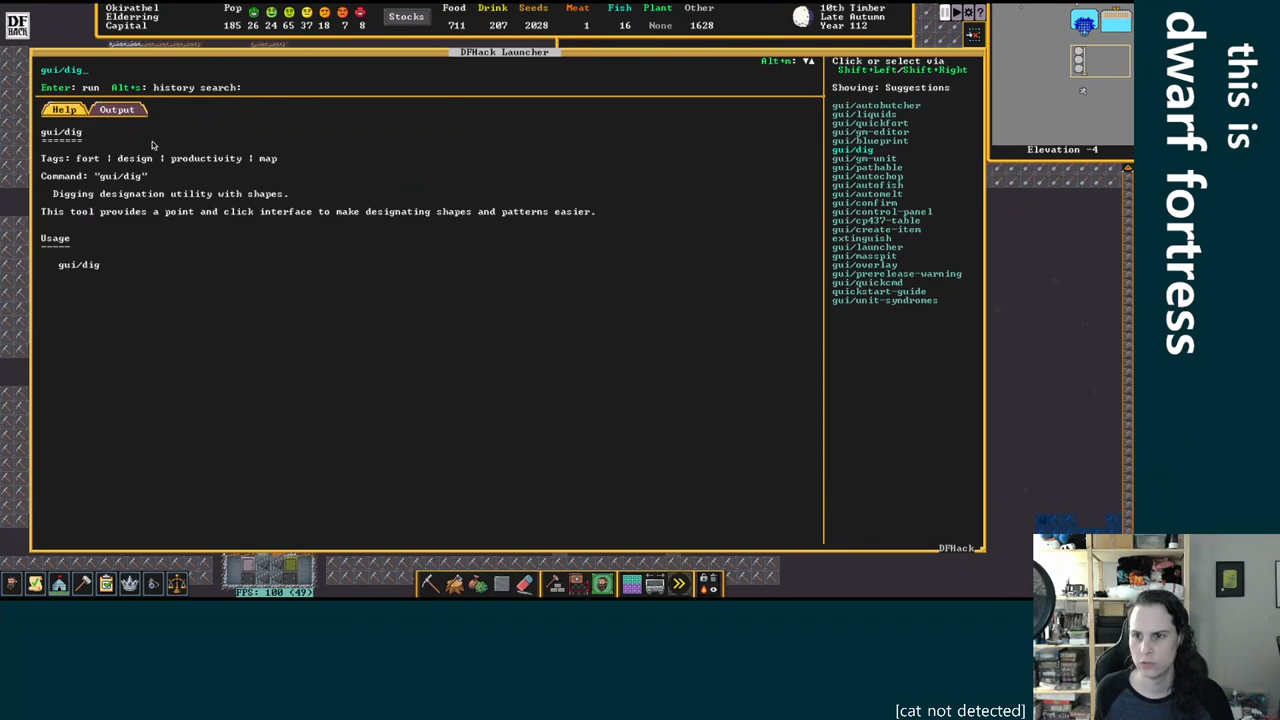 DF
HACK
Okirathel
Elderring
Capital
Pop
185 26 24 65 37 18 7 8
Stocks
Food Drink Seeds Meat Fish Plant Other
711 207 2028 1 16 None 1628
10th Timber
Late Autumn
Year 112
DFHack Launcher
gui/dig_
Enter: run Alt+s: history search:
Alt+m: ▼▲
Help Output
gui/dig
=======
Tags: fort ¦ design ¦ productivity ¦ map
Command: "gui/dig"
Digging designation utility with shapes.
This tool provides a point and click interface to make designating shapes and patterns easier.
Usage
-----
gui/dig
Click or select via
Shift+Left/Shift+Right
Showing: Suggestions
gui/autobutcher
gui/liquids
gui/quickfort
gui/gm-editor
gui/blueprint
gui/dig
gui/gm-unit
gui/pathable
gui/autochop
gui/autofish
gui/automelt
gui/confirm
gui/control-panel
gui/cp437-table
gui/create-item
extinguish
gui/launcher
gui/masspit
gui/overlay
gui/prerelease-warning
gui/quickcmd
quickstart-guide
gui/unit-syndromes
DFHack
Elevation -4
this is
dwarf fortress
FPS: 100 (49)
[cat not detected]